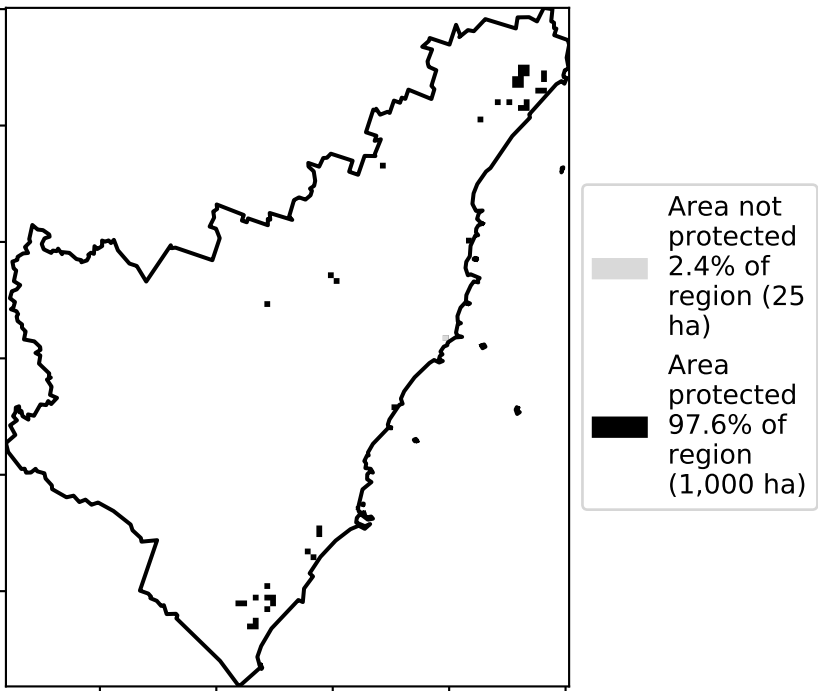 Area not
protected
2.4% of
region (25
ha)
Area
protected
97.6% of
region
(1,000 ha)